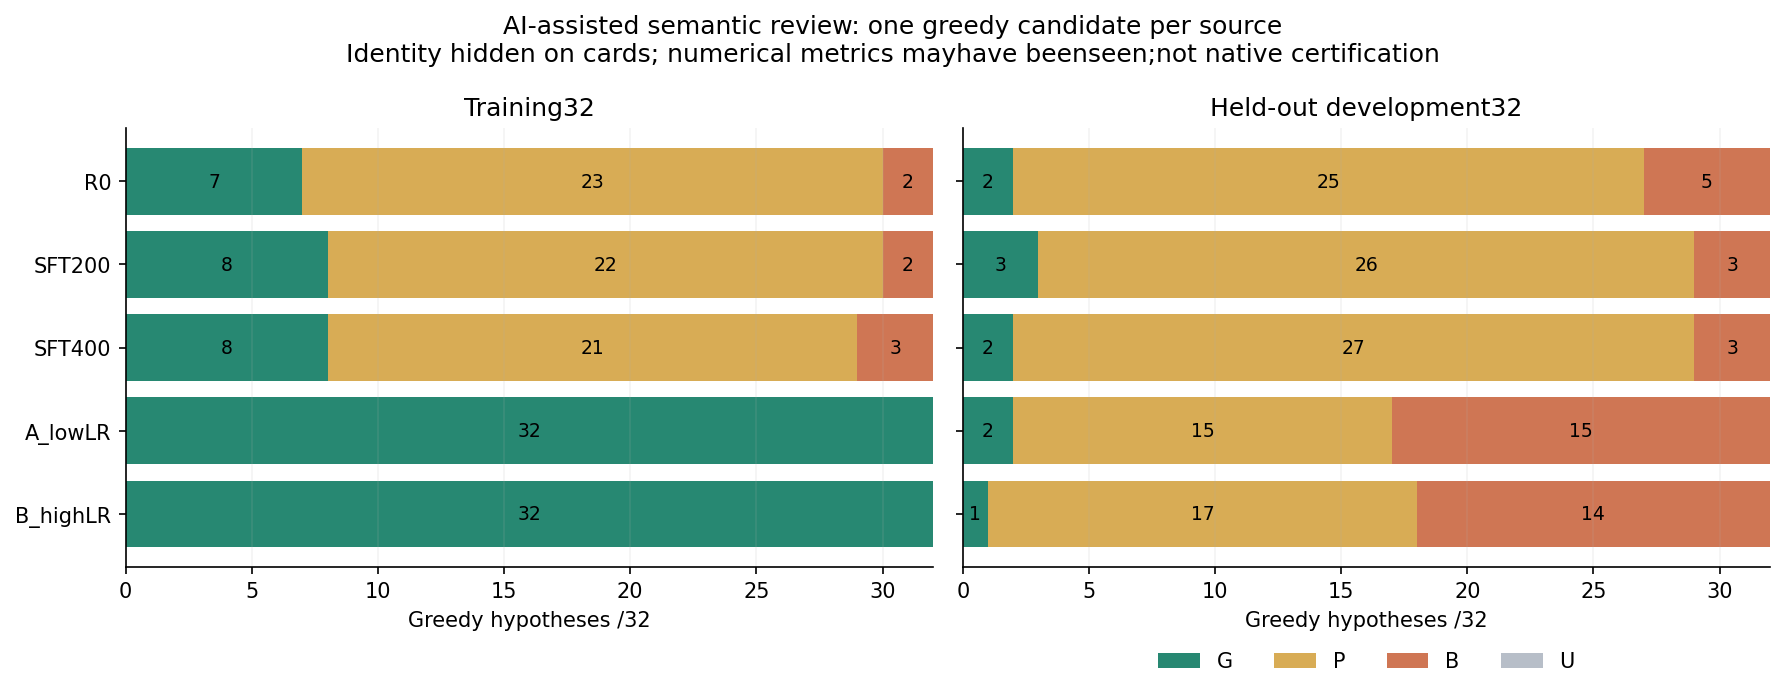 AI-assisted semantic review: one greedy candidate per source
Identity hidden on cards; numerical metrics mayhave beenseen;not native certification
Training32
Held-out development32
R0
7
23
2
2
25
5
SFT200
8
22
2
3
26
3
SFT400
8
21
3
2
27
3
A_lowLR
32
2
15
15
B_highLR
32
1
17
14
0 5 10 15 20 25 30
0 5 10 15 20 25 30
Greedy hypotheses /32
Greedy hypotheses /32
G P B U